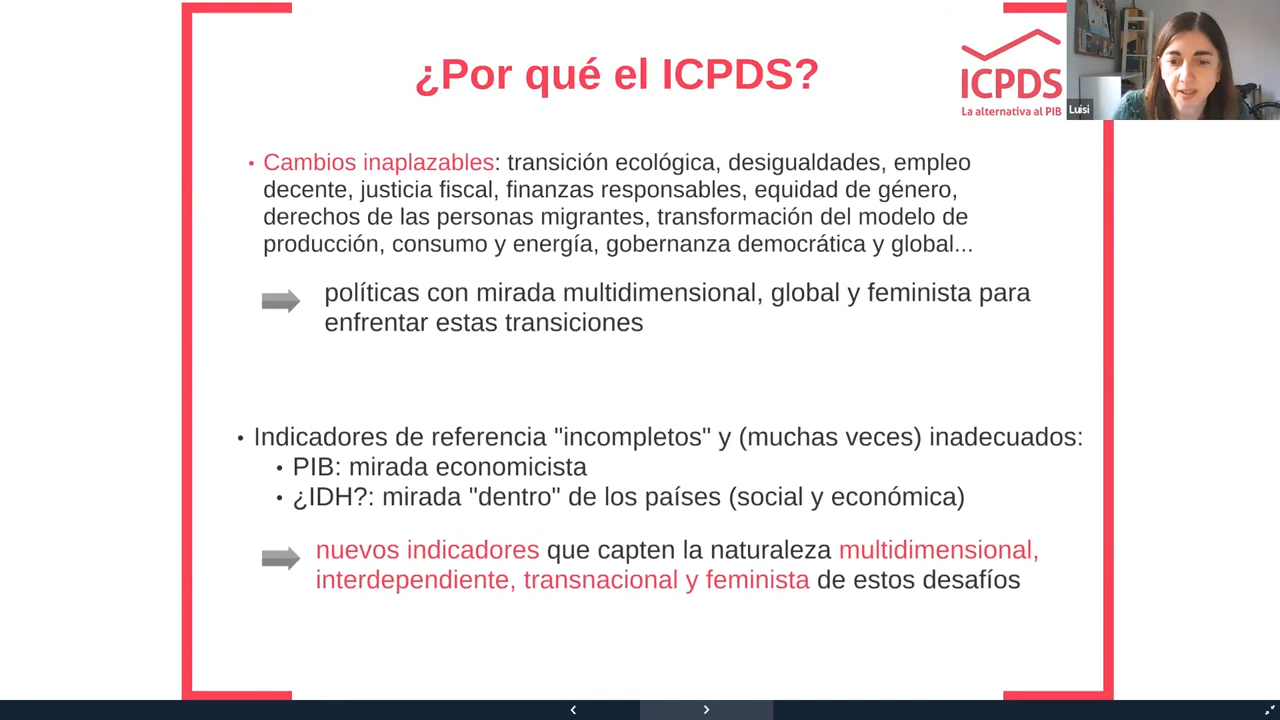 ¿Por qué el ICPDS?
ICPDS
La alternativa al PIB
Luisi
• Cambios inaplazables: transición ecológica, desigualdades, empleo
decente, justicia fiscal, finanzas responsables, equidad de género,
derechos de las personas migrantes, transformación del modelo de
producción, consumo y energía, gobernanza democrática y global...
políticas con mirada multidimensional, global y feminista para
enfrentar estas transiciones
• Indicadores de referencia "incompletos" y (muchas veces) inadecuados:
• PIB: mirada economicista
• ¿IDH?: mirada "dentro" de los países (social y económica)
nuevos indicadores que capten la naturaleza multidimensional,
interdependiente, transnacional y feminista de estos desafíos